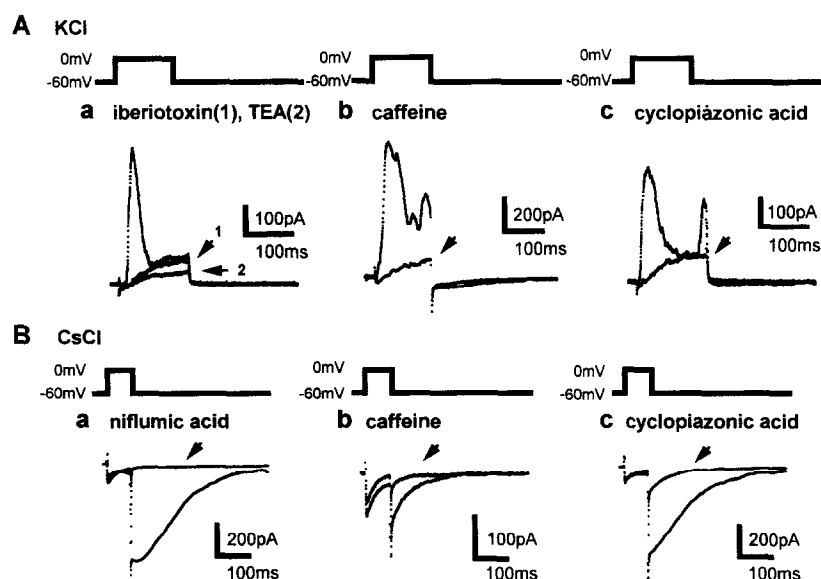 A KCl
0mV 0mV 0mV
-60mV -60mV -60mV
a iberiotoxin(1), TEA(2) b caffeine c cyclopiazonic acid
1
2
100pA
100ms
200pA
100ms
100pA
100ms
B CsCl
0mV 0mV 0mV
-60mV -60mV -60mV
a niflumic acid b caffeine c cyclopiazonic acid
200pA
100ms
100pA
100ms
200pA
100ms